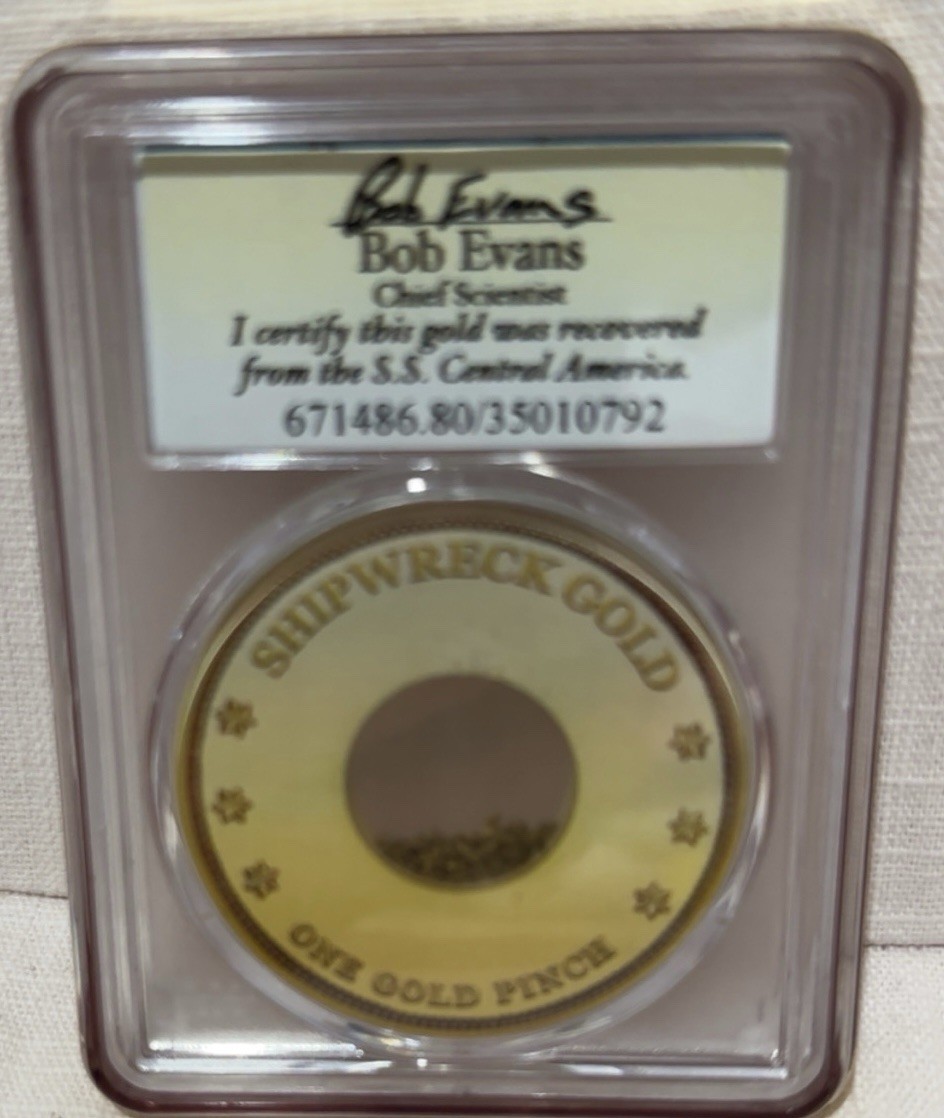 Bob Evans
Bob Evans
Chief Scientist
I certify this gold was recovered
from the S.S. Central America.
671486.80/35010792
SHIPWRECK GOLD
ONE GOLD PINCH